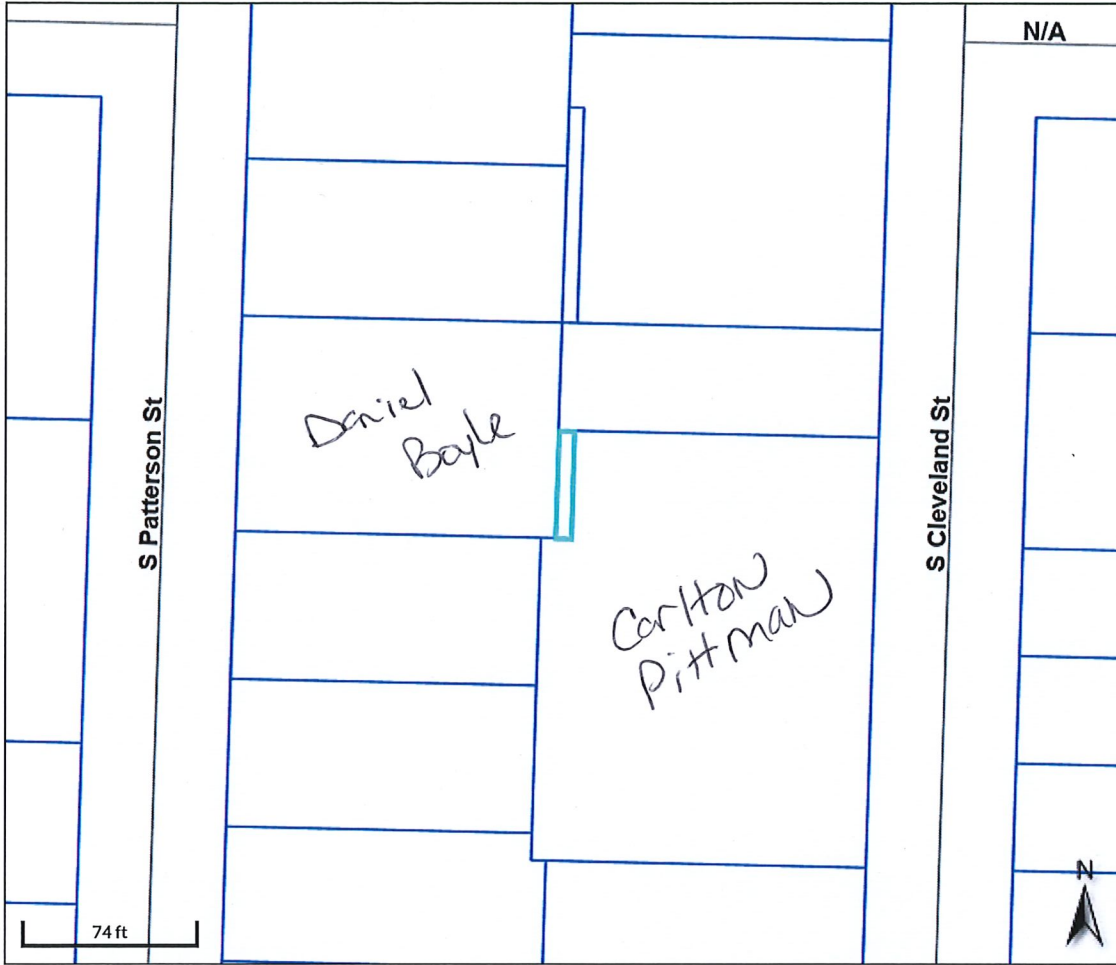 N/A
S Patterson St
Daniel
Boyle
S Cleveland St
Carlton
Pittman
N
74 ft